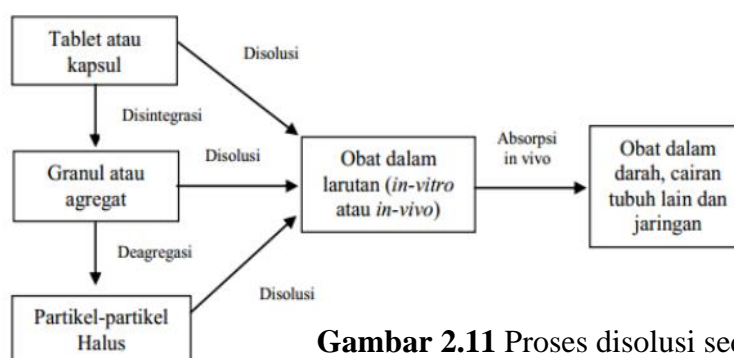 Tablet atau
kapsul
Disolusi
Disintegrasi
Granul atau
agregat
Disolusi
Obat dalam
larutan (in-vitro
atau in-vivo)
Absorpsi
in vivo
Obat dalam
darah, cairan
tubuh lain dan
jaringan
Deagregasi
Disolusi
Partikel-partikel
Halus
Gambar 2.11 Proses disolusi